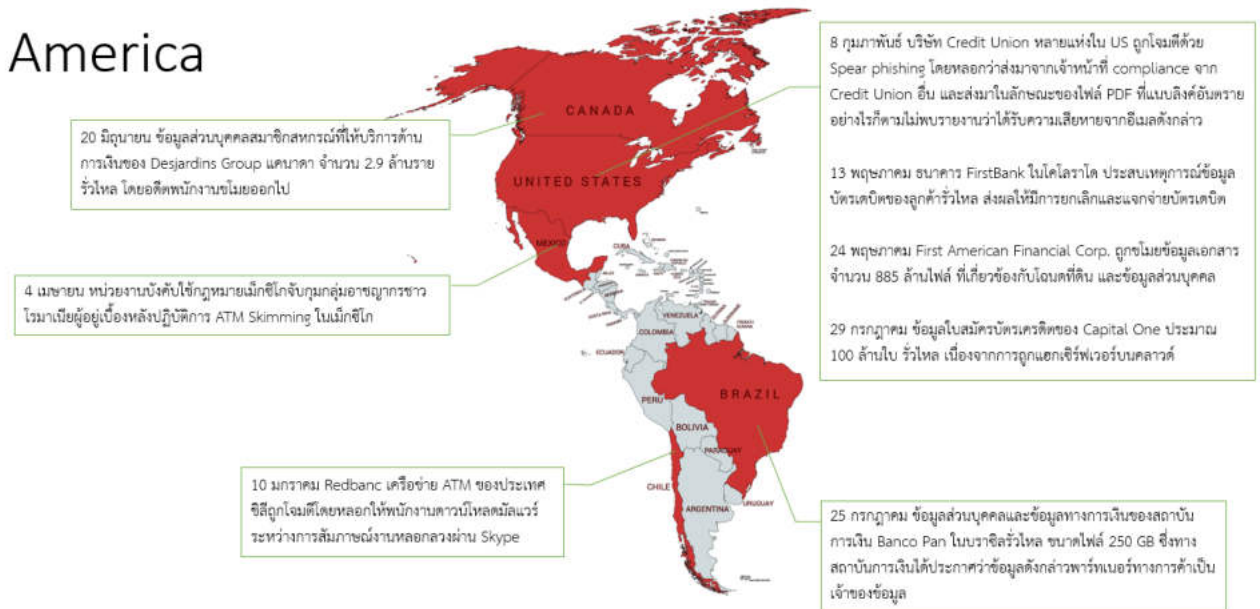 America
20 มิถุนายน ข้อมูลส่วนบุคคลสมาชิกสหกรณ์ที่ให้บริการด้าน
การเงินของ Desjardins Group แคนาดา จำนวน 2.9 ล้านราย
รั่วไหล โดยอดีตพนักงานขโมยออกไป
4 เมษายน หน่วยงานบังคับใช้กฎหมายเม็กซิโกจับกุมกลุ่มอาชญากรชาว
โรมาเนียผู้อยู่เบื้องหลังปฏิบัติการ ATM Skimming ในเม็กซิโก
10 มกราคม Redbanc เครือข่าย ATM ของประเทศ
ชิลีถูกโจมตีโดยหลอกให้พนักงานดาวน์โหลดมัลแวร์
ระหว่างการสัมภาษณ์งานหลอกลวงผ่าน Skype
8 กุมภาพันธ์ บริษัท Credit Union หลายแห่งใน US ถูกโจมตีด้วย
Spear phishing โดยหลอกว่าส่งมาจากเจ้าหน้าที่ compliance จาก
Credit Union อื่น และส่งมาในลักษณะของไฟล์ PDF ที่แนบลิงค์อันตราย
อย่างไรก็ตามไม่พบรายงานว่าได้รับความเสียหายจากอีเมลดังกล่าว
13 พฤษภาคม ธนาคาร FirstBank ในโคโลราโด ประสบเหตุการณ์ข้อมูล
บัตรเดบิตของลูกค้ารั่วไหล ส่งผลให้มีการยกเลิกและแจกจ่ายบัตรเดบิต
24 พฤษภาคม First American Financial Corp. ถูกขโมยข้อมูลเอกสาร
จำนวน 885 ล้านไฟล์ ที่เกี่ยวข้องกับโฉนดที่ดิน และข้อมูลส่วนบุคคล
29 กรกฎาคม ข้อมูลใบสมัครบัตรเครดิตของ Capital One ประมาณ
100 ล้านใบ รั่วไหล เนื่องจากการถูกแฮกเซิร์ฟเวอร์บนคลาวด์
25 กรกฎาคม ข้อมูลส่วนบุคคลและข้อมูลทางการเงินของสถาบัน
การเงิน Banco Pan ในบราซิลรั่วไหล ขนาดไฟล์ 250 GB ซึ่งทาง
สถาบันการเงินได้ประกาศว่าข้อมูลดังกล่าวพาร์ทเนอร์ทางการค้าเป็น
เจ้าของข้อมูล
CANADA
UNITED STATES
MEXICO
CUBA
VENEZUELA
COLOMBIA
ECUADOR
PERU
BRAZIL
BOLIVIA
PARAGUAY
CHILE
ARGENTINA
URUGUAY